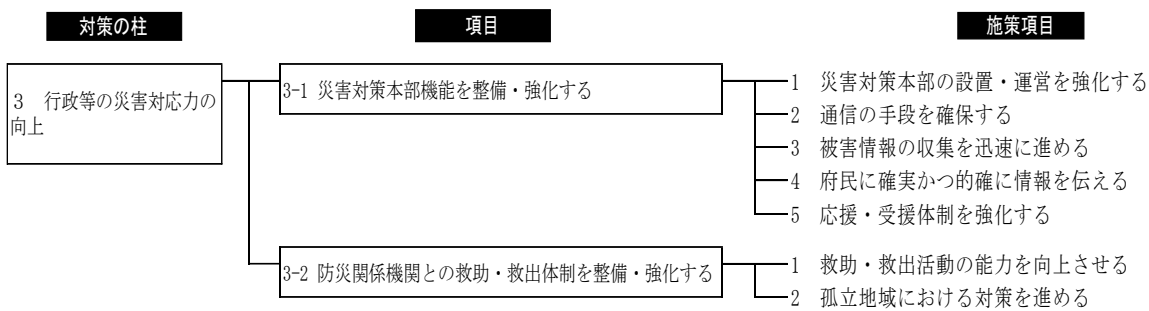 対策の柱
項目
施策項目
3 行政等の災害対応力の
向上
3-1 災害対策本部機能を整備・強化する
1 災害対策本部の設置・運営を強化する
2 通信の手段を確保する
3 被害情報の収集を迅速に進める
4 府民に確実かつ的確に情報を伝える
5 応援・受援体制を強化する
3-2 防災関係機関との救助・救出体制を整備・強化する
1 救助・救出活動の能力を向上させる
2 孤立地域における対策を進める